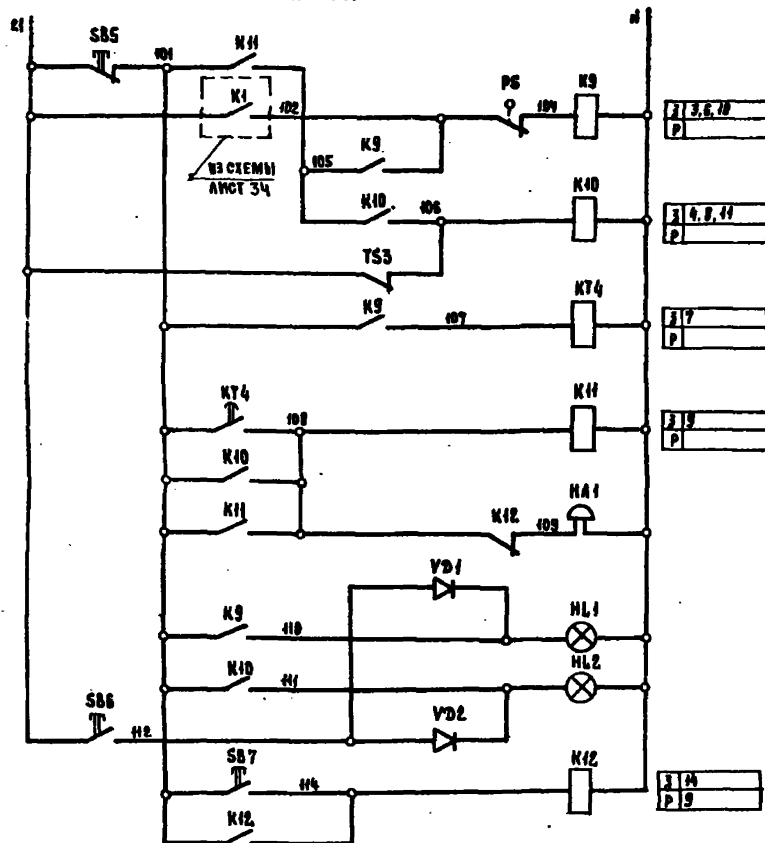 21
N
SB5
101
K11
K1
102
PS
104
K9
З 3,6,10
Р
105
K9
ИЗ СХЕМЫ
ЛИСТ 34
K10
106
K10
З 4,8,11
Р
TS3
K9
107
KT4
З 7
Р
KT4
108
K11
З 9
Р
K10
K11
K12
109
HA1
VD1
K9
110
HL1
K10
111
HL2
SB6
112
VD2
SB7
114
K12
З 14
Р 9
K12